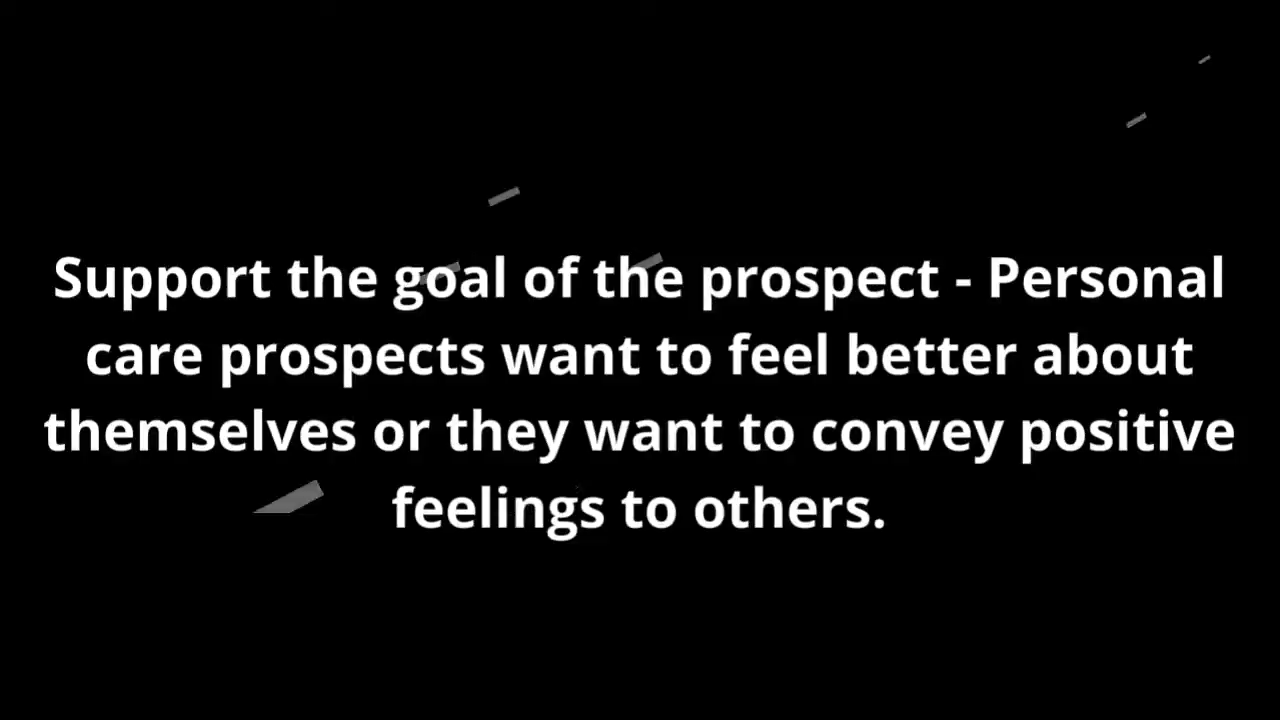 Support the goal of the prospect - Personal
care prospects want to feel better about
themselves or they want to convey positive
feelings to others.